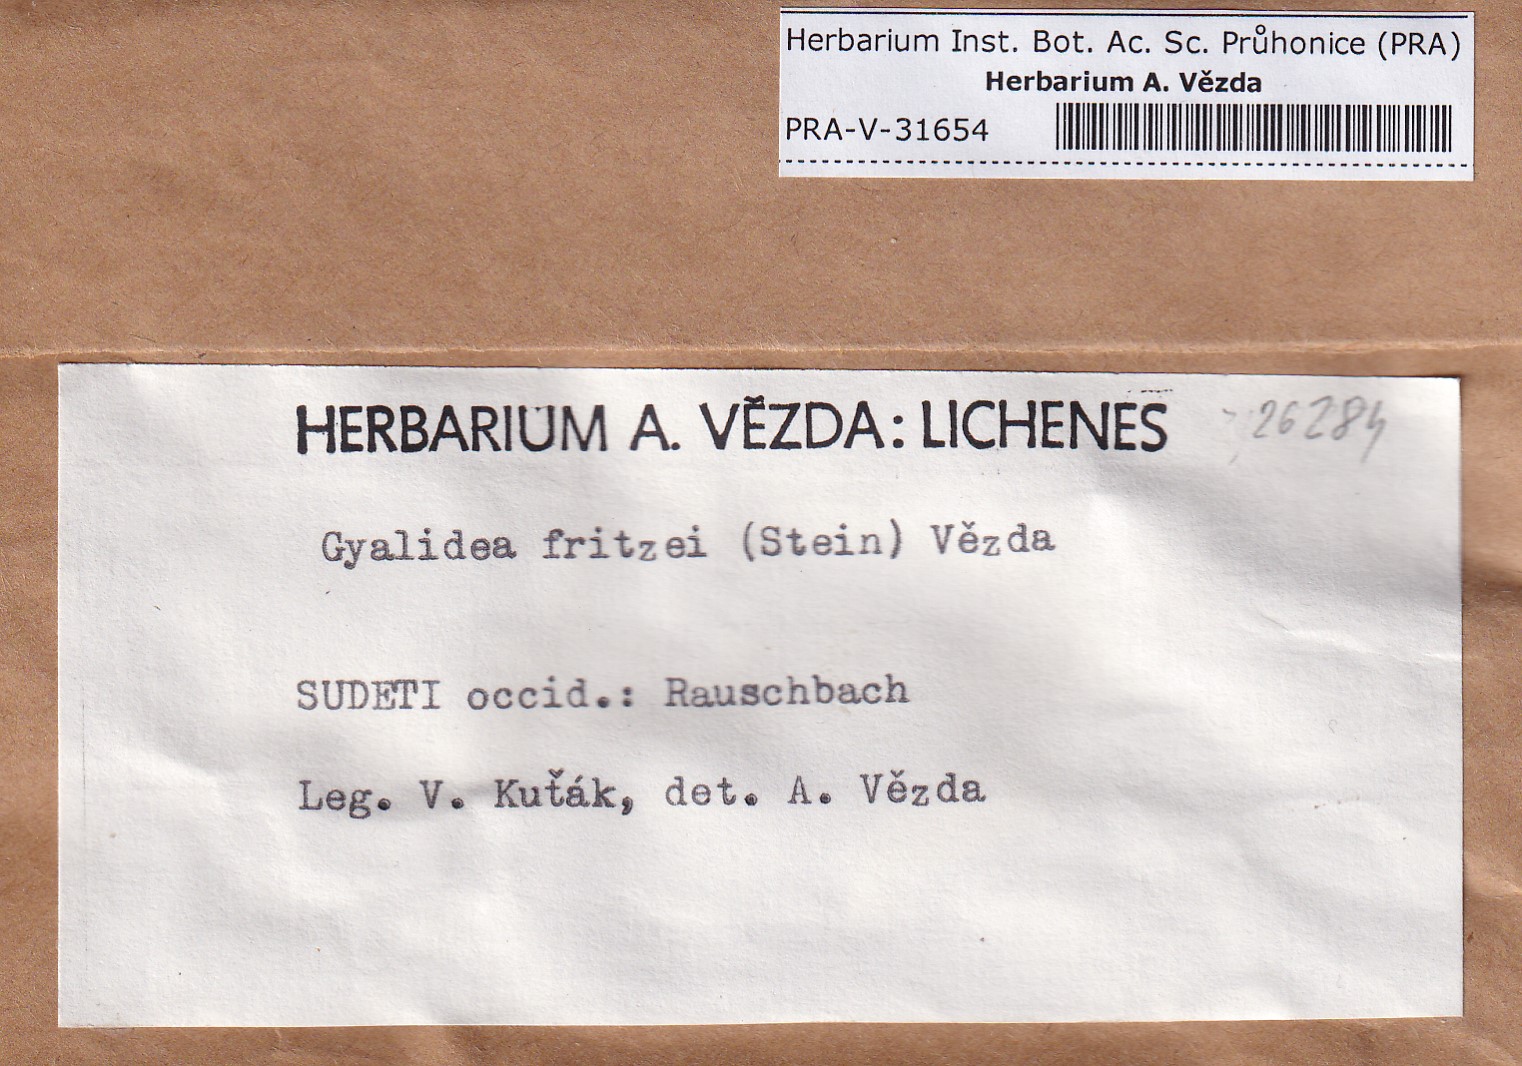 Herbarium Inst. Bot. Ac. Sc. Průhonice (PRA)
Herbarium A. Vězda
PRA-V-31654
HERBARIUM A. VĚZDA: LICHENES 26284
Gyalidea fritzei (Stein) Vězda
SUDETI occid.: Rauschbach
Leg. V. Kuťák, det. A. Vězda